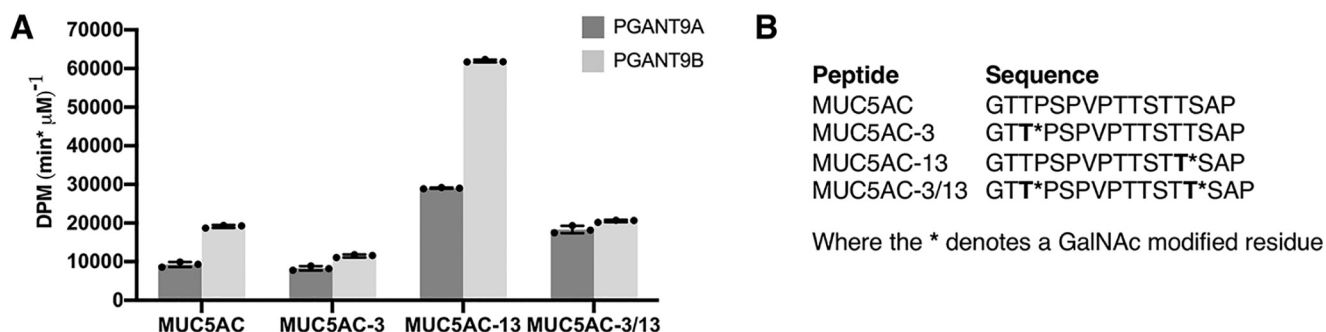 A
DPM (min* μM)⁻¹
70000
60000
50000
40000
30000
20000
10000
0
MUC5AC MUC5AC-3 MUC5AC-13 MUC5AC-3/13
PGANT9A
PGANT9B
B
Peptide Sequence
MUC5AC GTTPSPVPTTSTTSAP
MUC5AC-3 GTT*PSPVPTTSTTSAP
MUC5AC-13 GTTPSPVPTTSTT*SAP
MUC5AC-3/13 GTT*PSPVPTTSTT*SAP
Where the * denotes a GalNAc modified residue